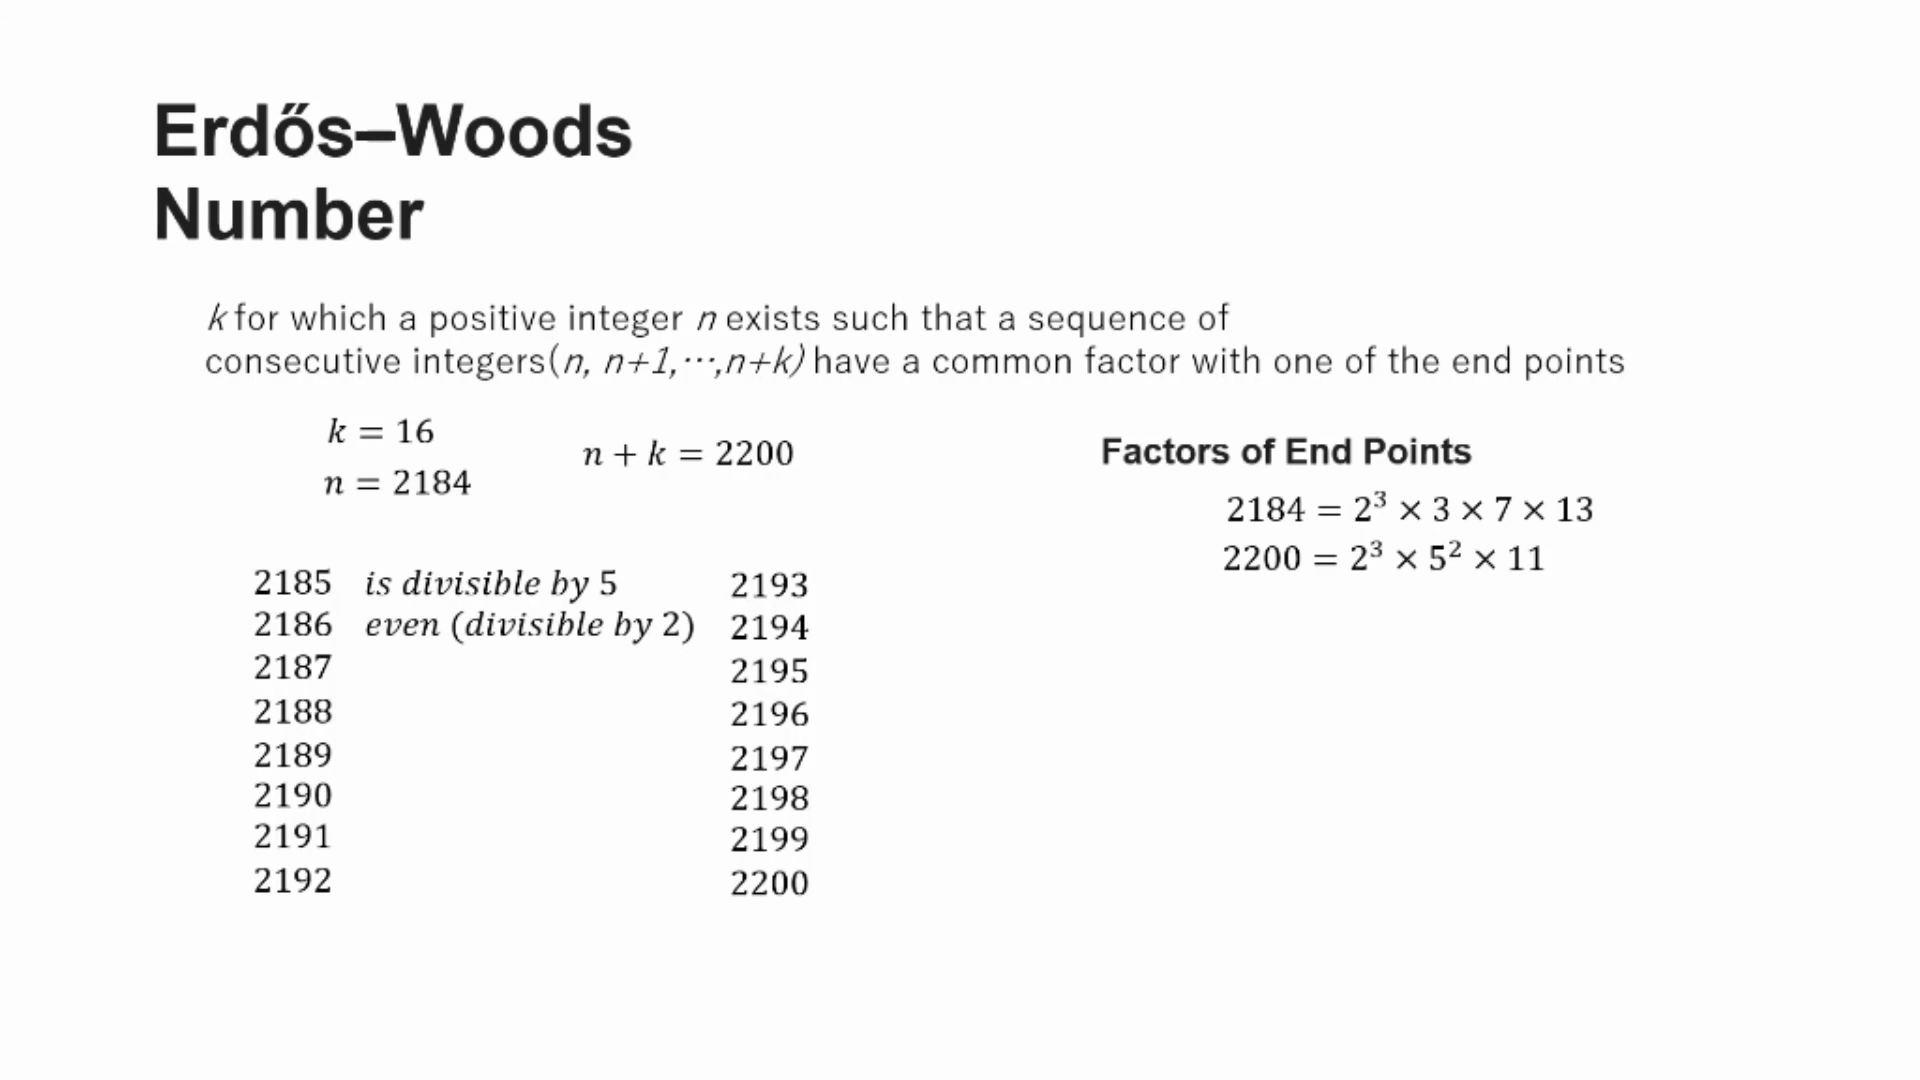 Erdős–Woods
Number
k for which a positive integer n exists such that a sequence of
consecutive integers(n, n+1,⋯,n+k) have a common factor with one of the end points
k = 16
n = 2184
n + k = 2200
Factors of End Points
2184 = 2³ × 3 × 7 × 13
2200 = 2³ × 5² × 11
2185 is divisible by 5
2186 even (divisible by 2)
2187
2188
2189
2190
2191
2192
2193
2194
2195
2196
2197
2198
2199
2200